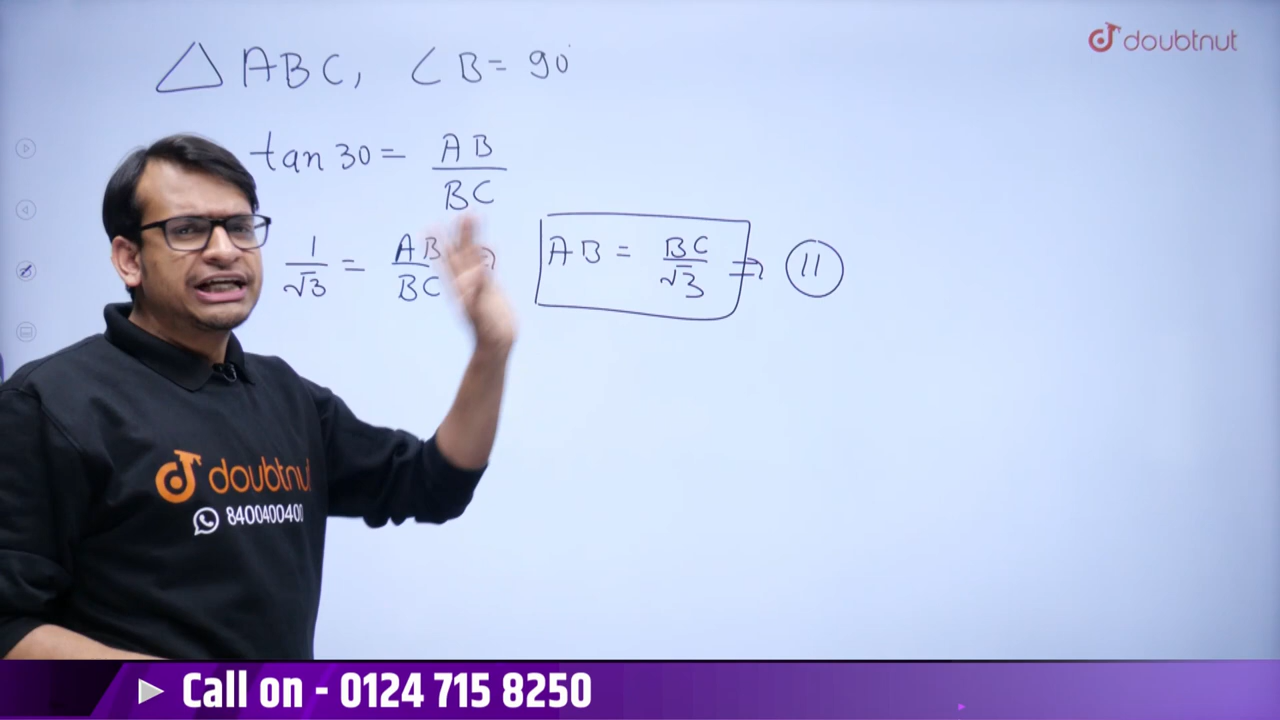 doubtnut
△ABC, ∠B = 90°
tan 30 = AB/BC
1/√3 = AB/BC ⇒ AB = BC/√3 ⇒ 11
doubtnut
8400400400
Call on - 0124 715 8250